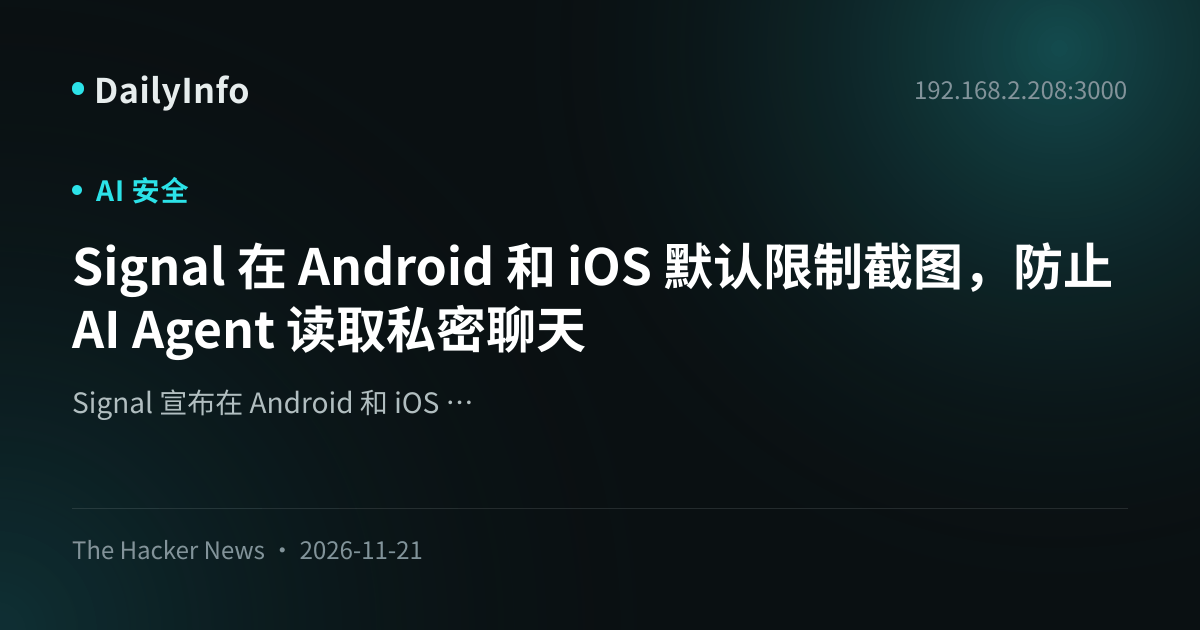 DailyInfo
192.168.2.208:3000
AI 安全
Signal 在 Android 和 iOS 默认限制截图，防止
AI Agent 读取私密聊天
Signal 宣布在 Android 和 iOS …
The Hacker News · 2026-11-21